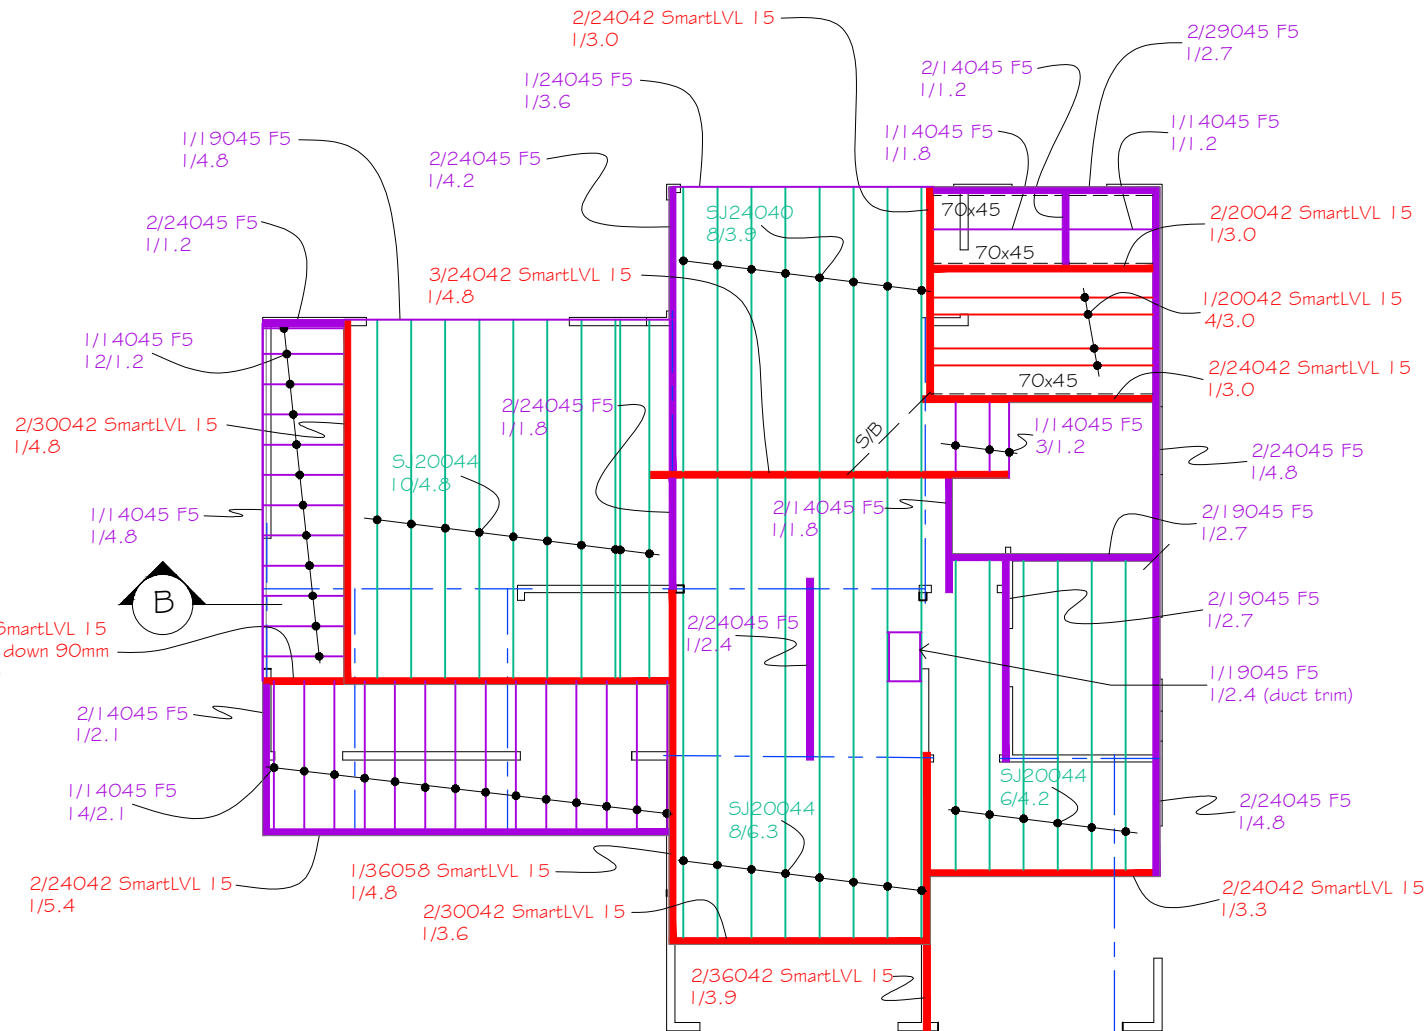 2/24042 SmartLVL 15
1/3.0
2/29045 F5
1/2.7
1/24045 F5
1/3.6
2/14045 F5
1/1.2
1/19045 F5
1/4.8
2/24045 F5
1/4.2
1/14045 F5
1/1.8
1/14045 F5
1/1.2
2/24045 F5
1/1.2
SJ24040
8/3.9
70x45
70x45
2/20042 SmartLVL 15
1/3.0
3/24042 SmartLVL 15
1/4.8
1/20042 SmartLVL 15
4/3.0
1/14045 F5
12/1.2
70x45
2/24042 SmartLVL 15
1/3.0
2/30042 SmartLVL 15
1/4.8
2/24045 F5
1/1.8
S/B
1/14045 F5
3/1.2
SJ20044
10/4.8
2/24045 F5
1/4.8
1/14045 F5
1/4.8
2/14045 F5
1/1.8
2/19045 F5
1/2.7
B
SmartLVL 15
down 90mm
2/24045 F5
1/2.4
2/19045 F5
1/2.7
1/19045 F5
1/2.4 (duct trim)
2/14045 F5
1/2.1
1/14045 F5
14/2.1
SJ20044
8/6.3
SJ20044
6/4.2
2/24045 F5
1/4.8
2/24042 SmartLVL 15
1/5.4
1/36058 SmartLVL 15
1/4.8
2/30042 SmartLVL 15
1/3.6
2/24042 SmartLVL 15
1/3.3
2/36042 SmartLVL 15
1/3.9